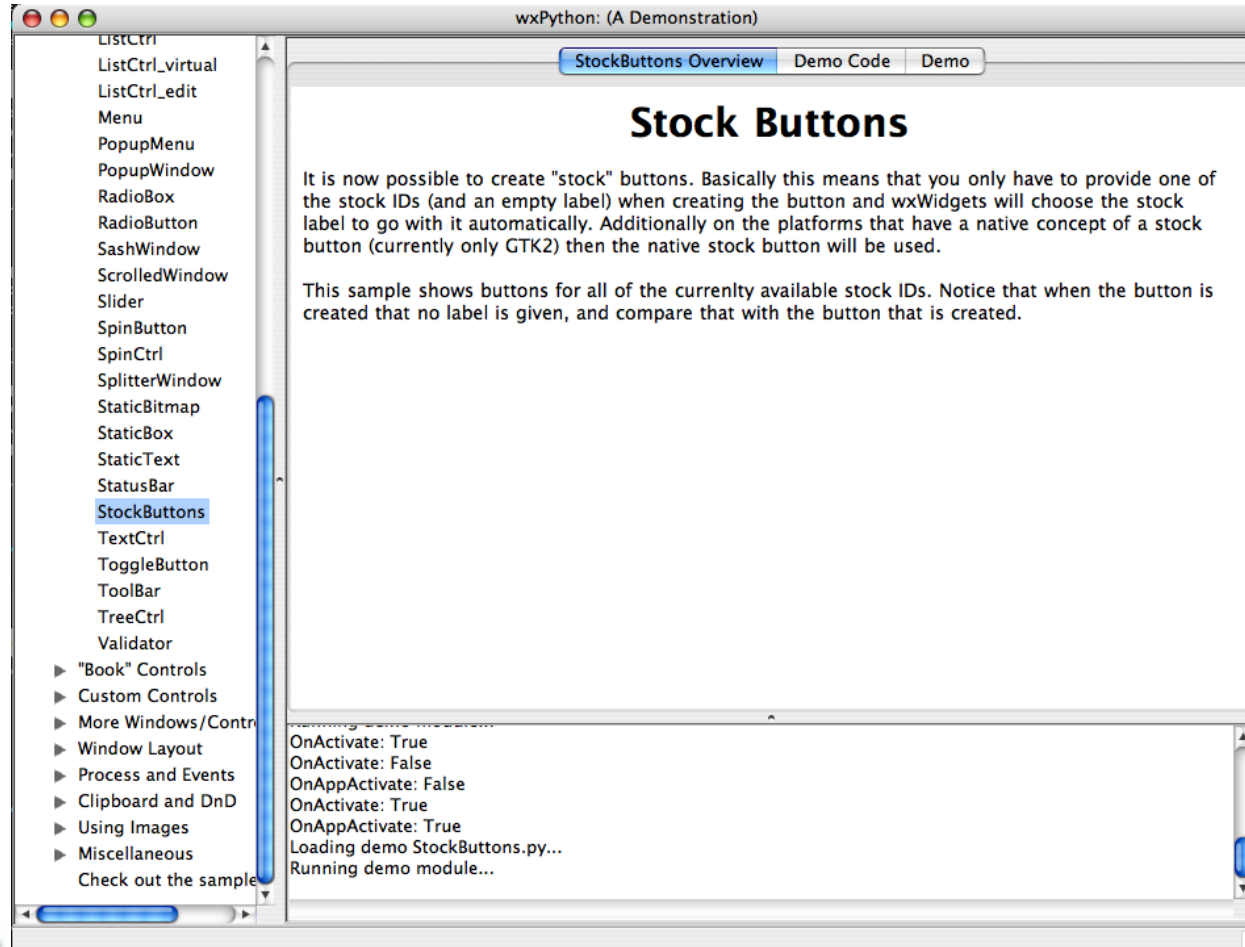 wxPython: (A Demonstration)
ListCtrl
ListCtrl_virtual
ListCtrl_edit
Menu
PopupMenu
PopupWindow
RadioBox
RadioButton
SashWindow
ScrolledWindow
Slider
SpinButton
SpinCtrl
SplitterWindow
StaticBitmap
StaticBox
StaticText
StatusBar
StockButtons
TextCtrl
ToggleButton
ToolBar
TreeCtrl
Validator
"Book" Controls
Custom Controls
More Windows/Contr
Window Layout
Process and Events
Clipboard and DnD
Using Images
Miscellaneous
Check out the sample
StockButtons Overview Demo Code Demo
Stock Buttons
It is now possible to create "stock" buttons. Basically this means that you only have to provide one of
the stock IDs (and an empty label) when creating the button and wxWidgets will choose the stock
label to go with it automatically. Additionally on the platforms that have a native concept of a stock
button (currently only GTK2) then the native stock button will be used.
This sample shows buttons for all of the currenlty available stock IDs. Notice that when the button is
created that no label is given, and compare that with the button that is created.
Running demo module...
OnActivate: True
OnActivate: False
OnAppActivate: False
OnActivate: True
OnAppActivate: True
Loading demo StockButtons.py...
Running demo module...